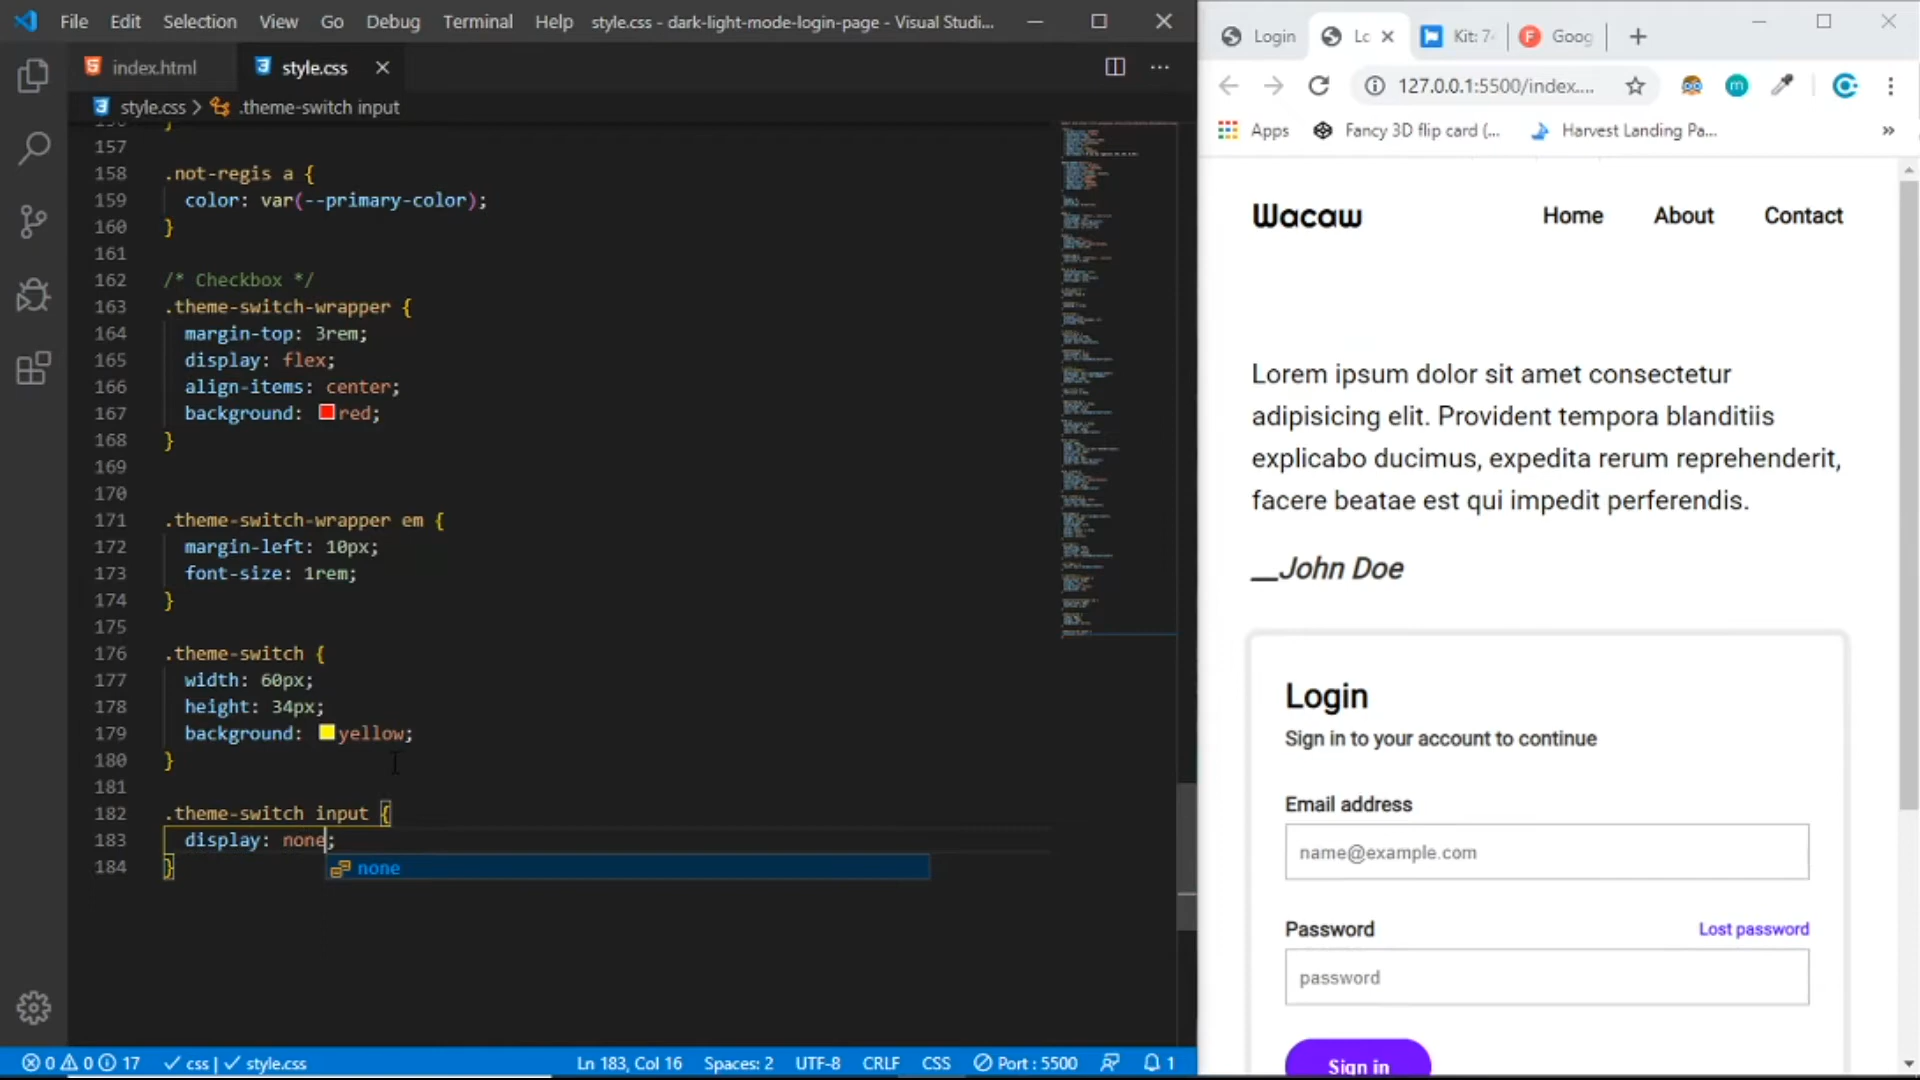 File Edit Selection View Go Debug Terminal Help style.css - dark-light-mode-login-page - Visual Studi...
index.html style.css
style.css > .theme-switch input
157
158 .not-regis a {
159 color: var(--primary-color);
160 }
161
162 /* Checkbox */
163 .theme-switch-wrapper {
164 margin-top: 3rem;
165 display: flex;
166 align-items: center;
167 background: red;
168 }
169
170
171 .theme-switch-wrapper em {
172 margin-left: 10px;
173 font-size: 1rem;
174 }
175
176 .theme-switch {
177 width: 60px;
178 height: 34px;
179 background: yellow;
180 }
181
182 .theme-switch input {
183 display: none;
184 }
none
0 0 17 css | style.css Ln 183, Col 16 Spaces: 2 UTF-8 CRLF CSS Port : 5500 1
Login Lc Kit: 7 Goog
127.0.0.1:5500/index....
Apps Fancy 3D flip card (... Harvest Landing Pa... »
Wacaw Home About Contact
Lorem ipsum dolor sit amet consectetur
adipisicing elit. Provident tempora blanditiis
explicabo ducimus, expedita rerum reprehenderit,
facere beatae est qui impedit perferendis.
__John Doe
Login
Sign in to your account to continue
Email address
name@example.com
Password Lost password
password
Sign in